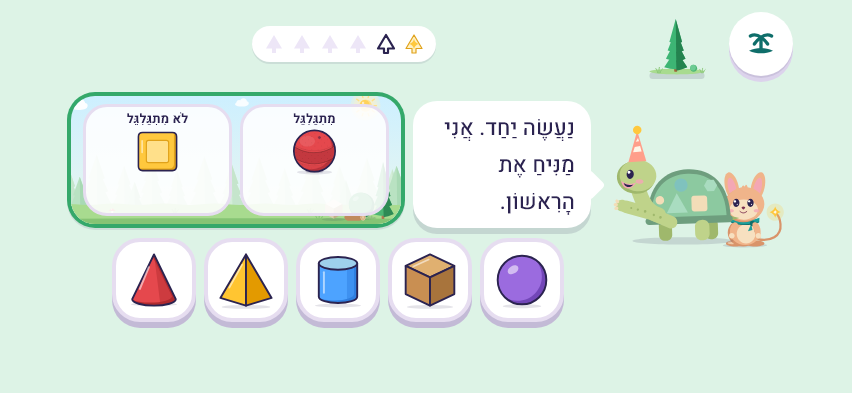 מִתְגַּלְגֵּל
לֹא מִתְגַּלְגֵּל
נַעֲשֶׂה יַחַד. אֲנִי
מַנִּיחַ אֶת
הָרִאשׁוֹן.